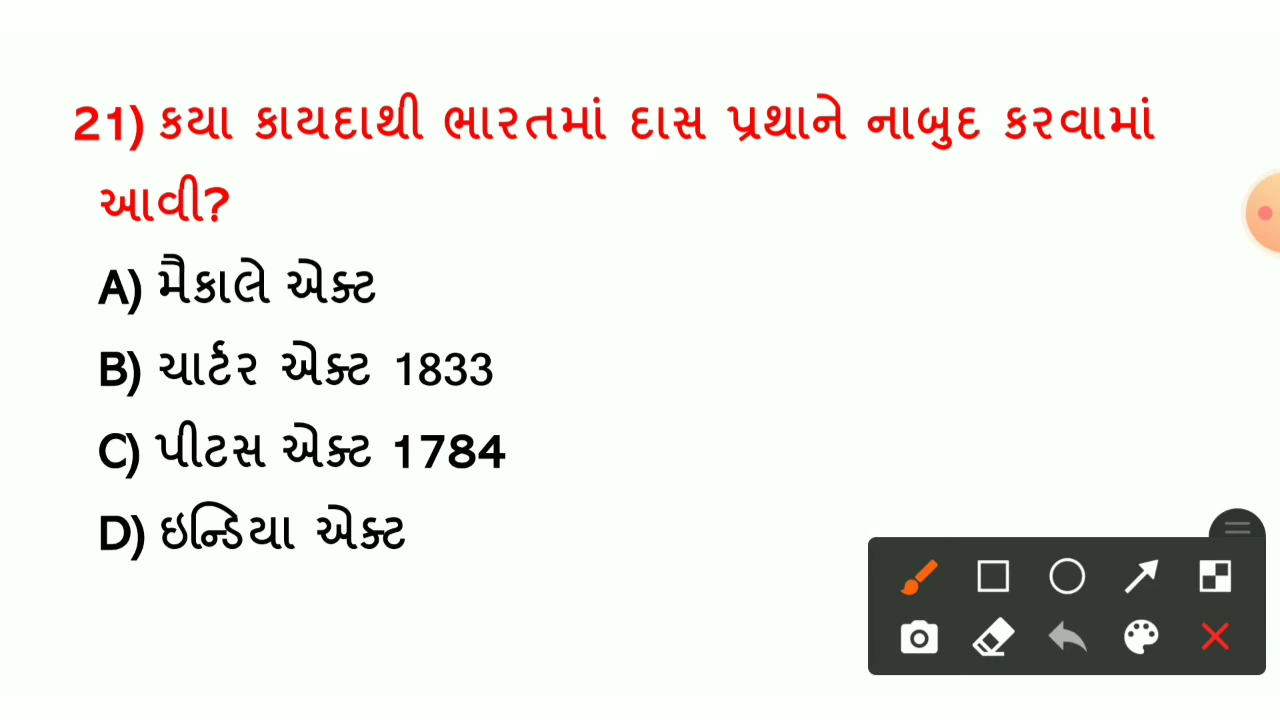 21) કયા કાયદાથી ભારતમાં દાસ પ્રથાને નાબુદ કરવામાં
આવી?
A) મૈકાલે એક્ટ
B) ચાર્ટર એક્ટ 1833
C) પીટસ એક્ટ 1784
D) ઇન્ડિયા એક્ટ